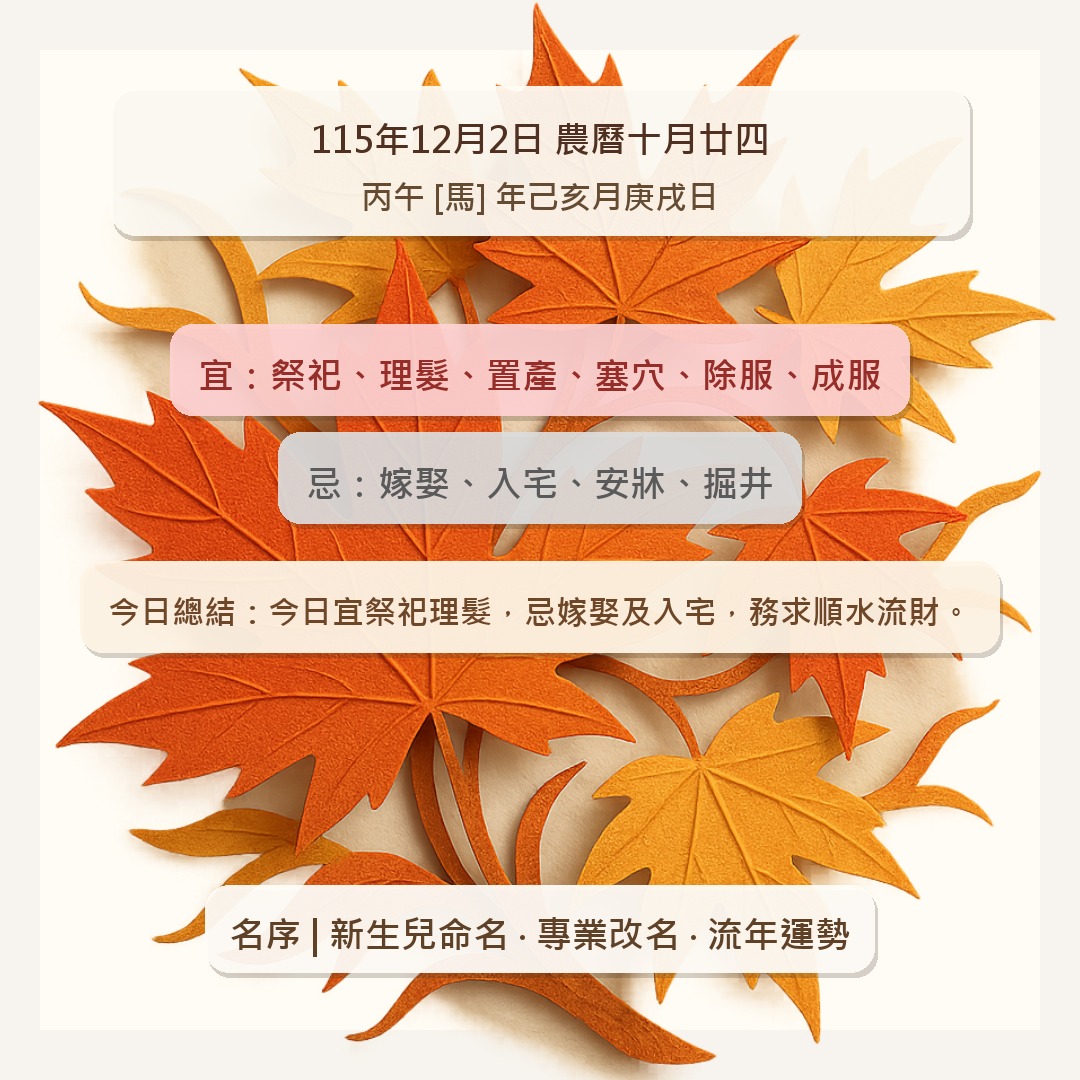 115年12月2日 農曆十月廿四
丙午 [馬] 年己亥月庚戌日
宜：祭祀、理髮、置產、塞穴、除服、成服
忌：嫁娶、入宅、安牀、掘井
今日總結：今日宜祭祀理髮，忌嫁娶及入宅，務求順水流財。
名序 | 新生兒命名 · 專業改名 · 流年運勢